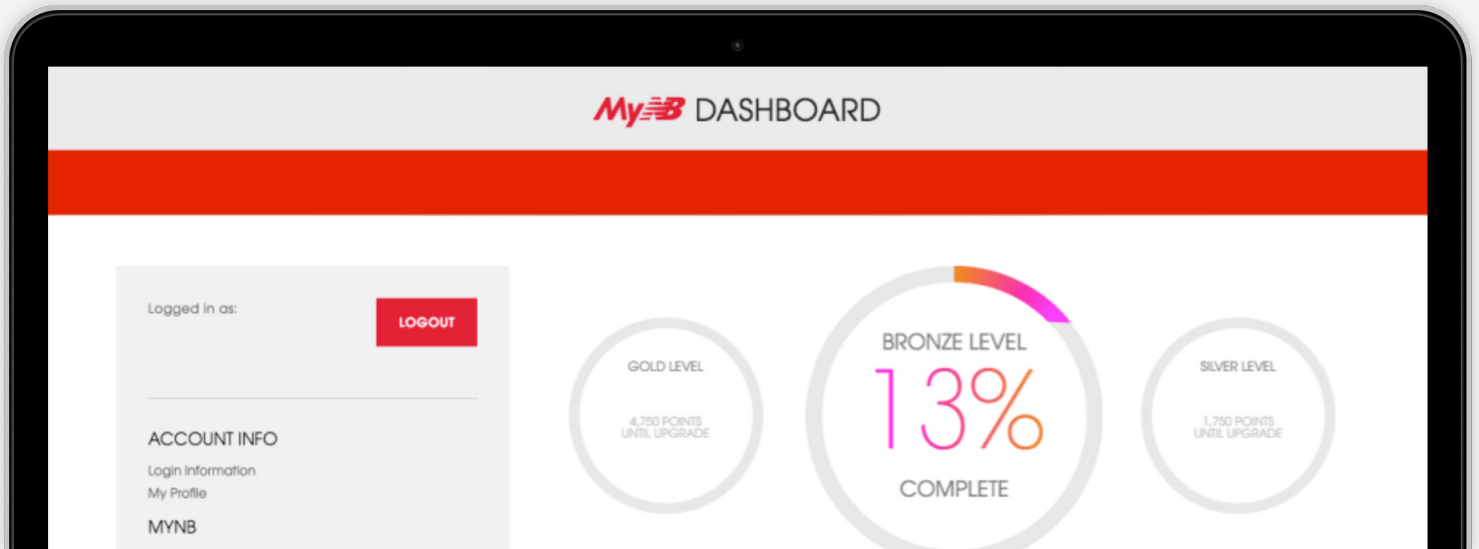 MyNB DASHBOARD
Logged in as:
LOGOUT
ACCOUNT INFO
Login Information
My Profile
MYNB
GOLD LEVEL
4,750 POINTS
UNTIL UPGRADE
BRONZE LEVEL
13%
COMPLETE
SILVER LEVEL
1,750 POINTS
UNTIL UPGRADE